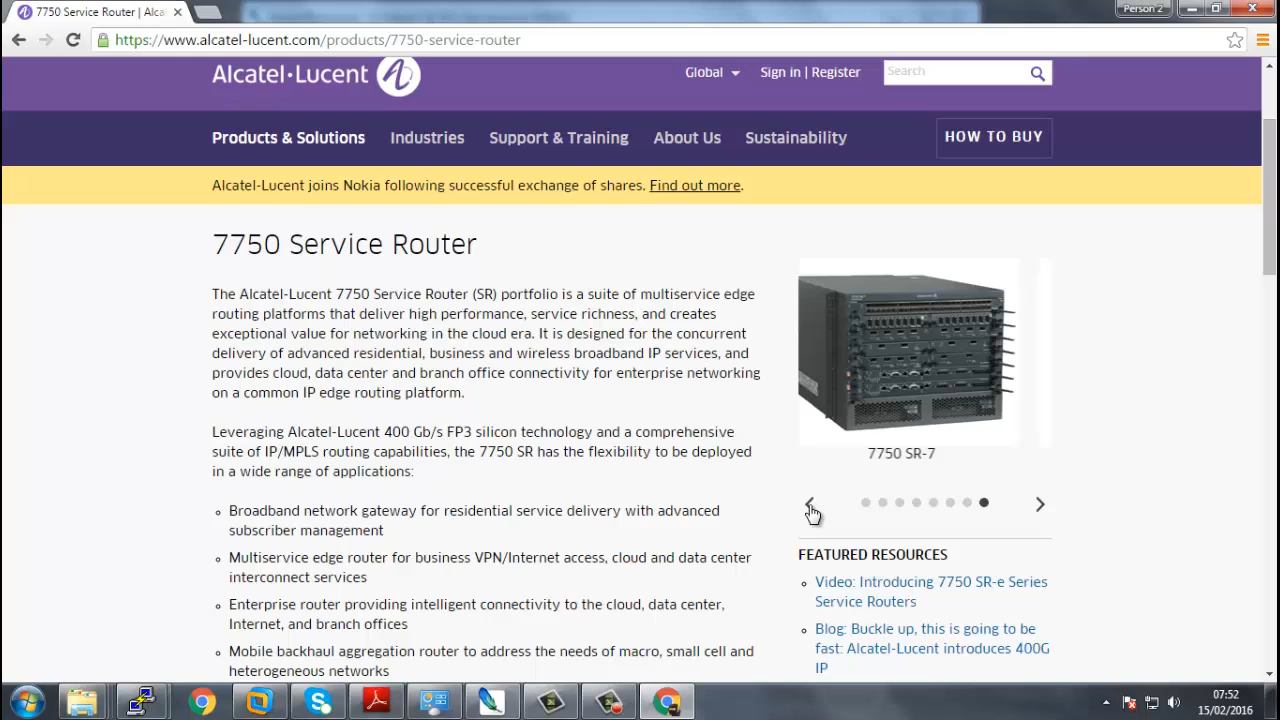 7750 Service Router | Alca
Person 2
https://www.alcatel-lucent.com/products/7750-service-router
Alcatel·Lucent
Global
Sign in | Register
Search
Products & Solutions
Industries
Support & Training
About Us
Sustainability
HOW TO BUY
Alcatel-Lucent joins Nokia following successful exchange of shares. Find out more.
7750 Service Router
The Alcatel-Lucent 7750 Service Router (SR) portfolio is a suite of multiservice edge
routing platforms that deliver high performance, service richness, and creates
exceptional value for networking in the cloud era. It is designed for the concurrent
delivery of advanced residential, business and wireless broadband IP services, and
provides cloud, data center and branch office connectivity for enterprise networking
on a common IP edge routing platform.
Leveraging Alcatel-Lucent 400 Gb/s FP3 silicon technology and a comprehensive
suite of IP/MPLS routing capabilities, the 7750 SR has the flexibility to be deployed
in a wide range of applications:
Broadband network gateway for residential service delivery with advanced
subscriber management
Multiservice edge router for business VPN/Internet access, cloud and data center
interconnect services
Enterprise router providing intelligent connectivity to the cloud, data center,
Internet, and branch offices
Mobile backhaul aggregation router to address the needs of macro, small cell and
heterogeneous networks
7750 SR-7
FEATURED RESOURCES
Video: Introducing 7750 SR-e Series
Service Routers
Blog: Buckle up, this is going to be
fast: Alcatel-Lucent introduces 400G
IP
07:52
15/02/2016